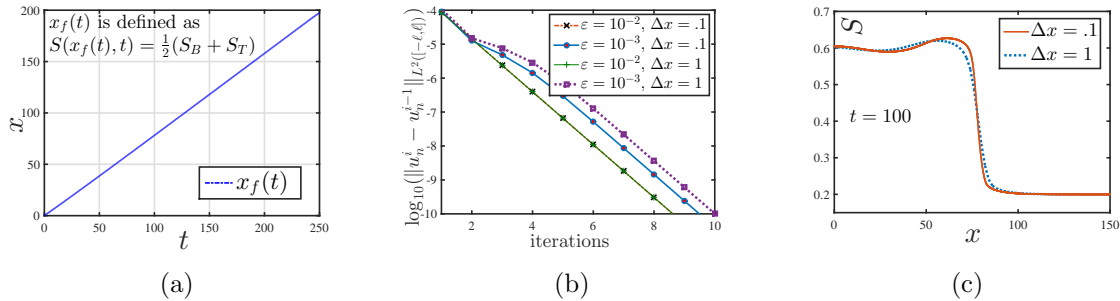 x_f(t) is defined as
S(x_f(t), t) = \frac{1}{2}(S_B + S_T)
x_f(t)
200
150
100
50
0
0 50 100 150 200 250
x
t
(a)
ε = 10^{-2}, Δx = .1
ε = 10^{-3}, Δx = .1
ε = 10^{-2}, Δx = 1
ε = 10^{-3}, Δx = 1
log_{10}(||u_n^i − u_n^{i-1}||_{L^2([-ℓ,ℓ])})
-4
-5
-6
-7
-8
-9
-10
2 4 6 8 10
iterations
(b)
Δx = .1
Δx = 1
t = 100
S
0.7
0.6
0.5
0.4
0.3
0.2
0 50 100 150
x
(c)